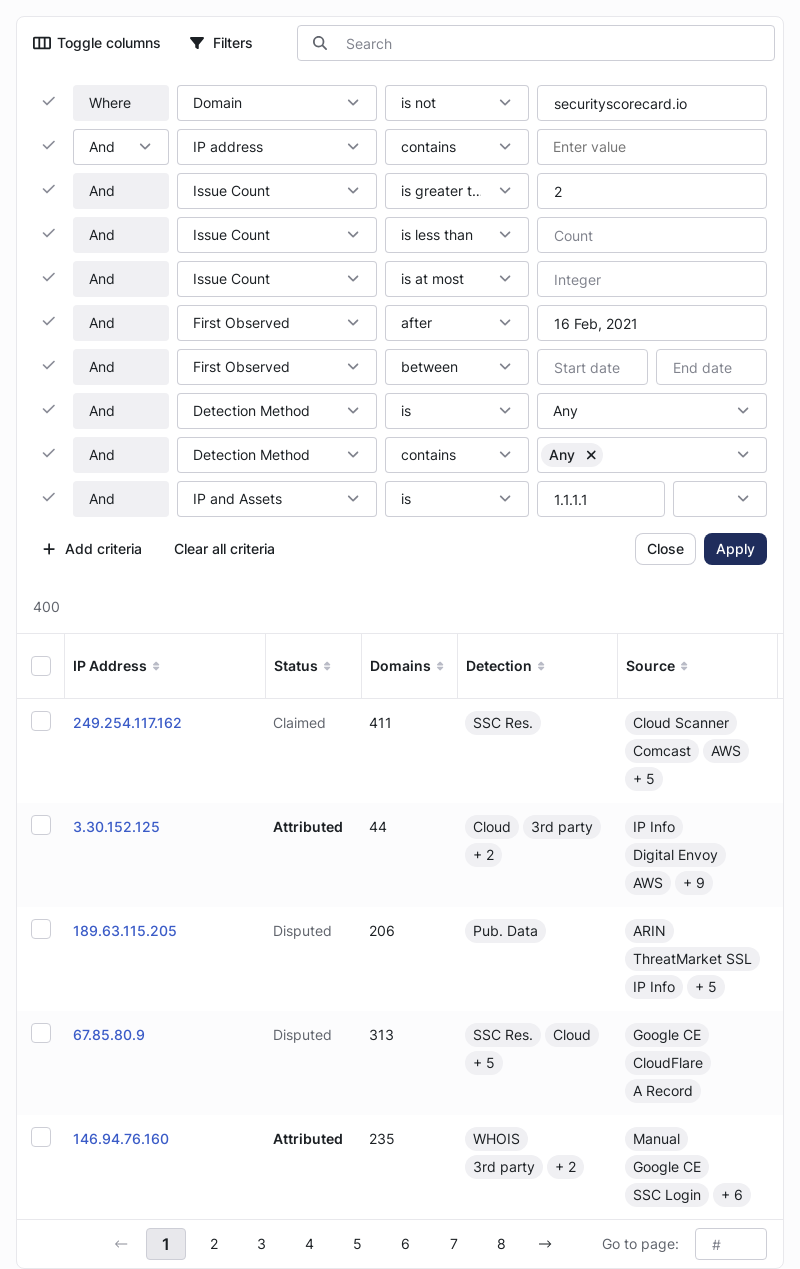 Toggle columns Filters Search
Where Domain is not securityscorecard.io
And IP address contains Enter value
And Issue Count is greater t... 2
And Issue Count is less than Count
And Issue Count is at most Integer
And First Observed after 16 Feb, 2021
And First Observed between Start date End date
And Detection Method is Any
And Detection Method contains Any
And IP and Assets is 1.1.1.1
Add criteria Clear all criteria Close Apply
400
IP Address Status Domains Detection Source
249.254.117.162 Claimed 411 SSC Res. Cloud Scanner
Comcast AWS
+ 5
3.30.152.125 Attributed 44 Cloud 3rd party IP Info
+ 2 Digital Envoy
AWS + 9
189.63.115.205 Disputed 206 Pub. Data ARIN
ThreatMarket SSL
IP Info + 5
67.85.80.9 Disputed 313 SSC Res. Cloud Google CE
+ 5 CloudFlare
A Record
146.94.76.160 Attributed 235 WHOIS Manual
3rd party + 2 Google CE
SSC Login + 6
← 1 2 3 4 5 6 7 8 → Go to page: #